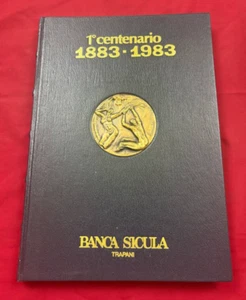 1° centenario
1883 · 1983
BANCA SICULA
TRAPANI